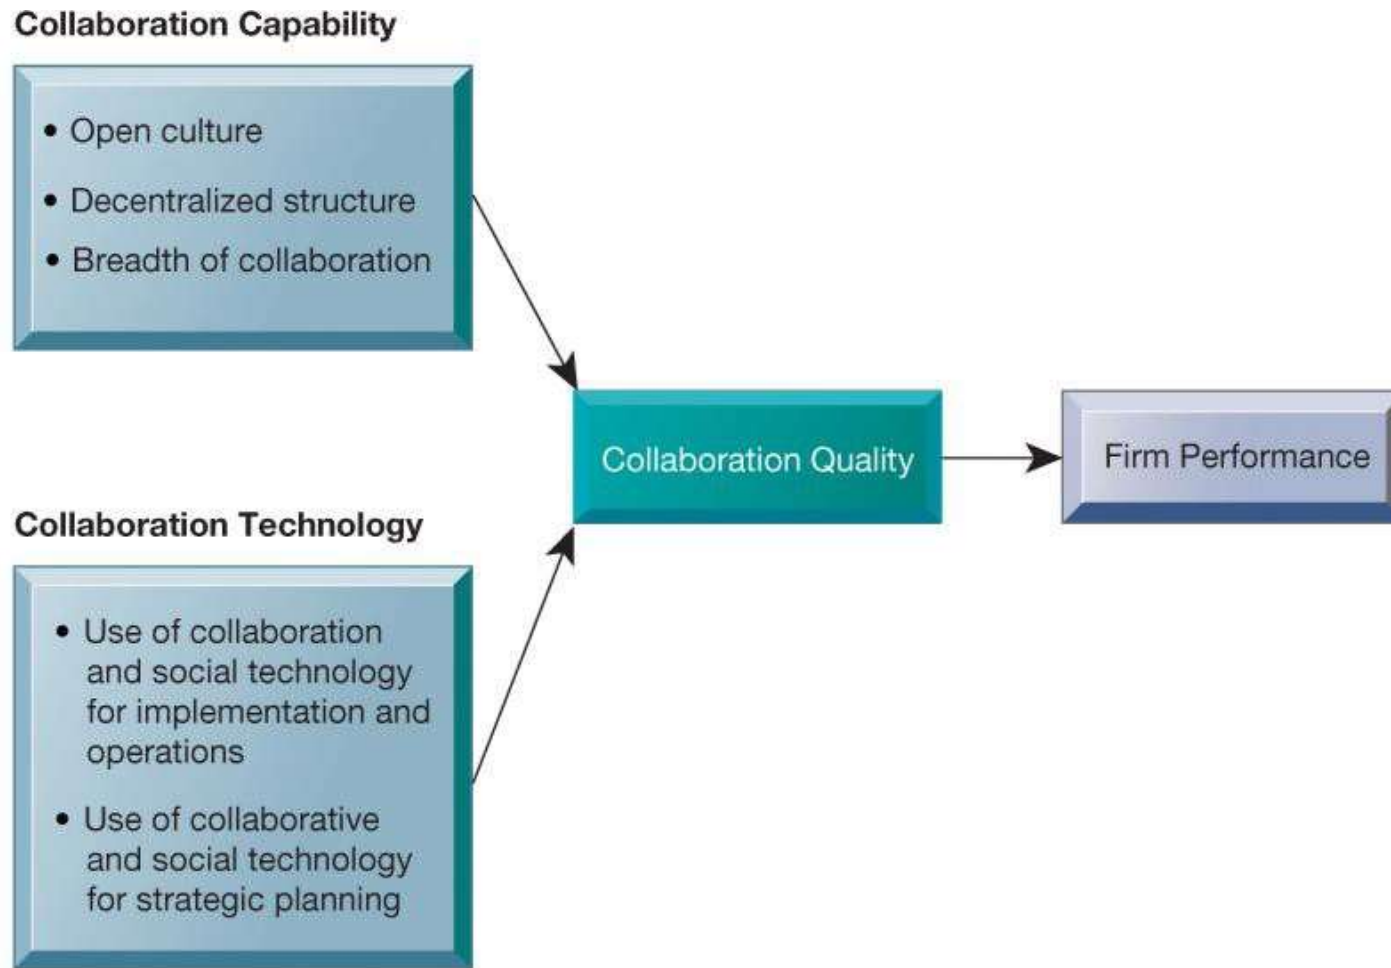 Collaboration Capability
• Open culture
• Decentralized structure
• Breadth of collaboration
Collaboration Quality
Firm Performance
Collaboration Technology
• Use of collaboration
and social technology
for implementation and
operations
• Use of collaborative
and social technology
for strategic planning